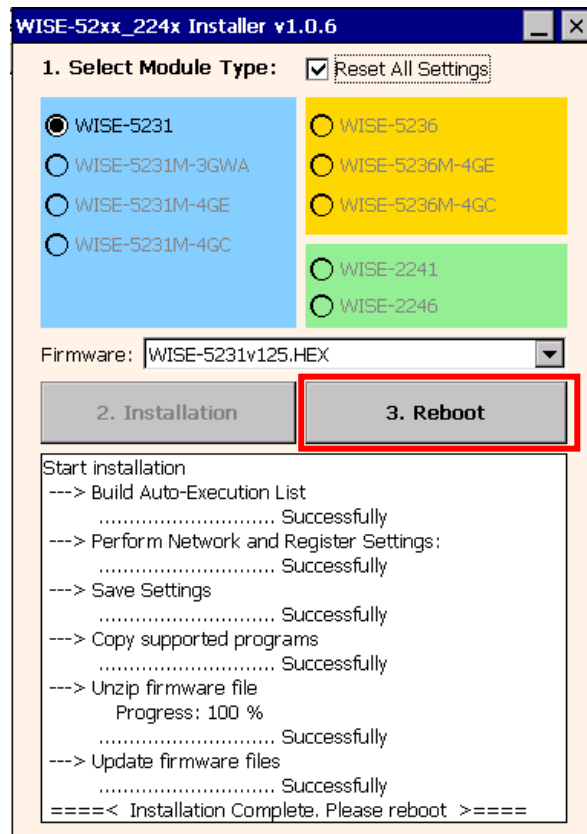 WISE-52xx_224x Installer v1.0.6
1. Select Module Type: Reset All Settings
WISE-5231
WISE-5231M-3GWA
WISE-5231M-4GE
WISE-5231M-4GC
WISE-5236
WISE-5236M-4GE
WISE-5236M-4GC
WISE-2241
WISE-2246
Firmware: WISE-5231v125.HEX
2. Installation
3. Reboot
Start installation
---> Build Auto-Execution List
............................ Successfully
---> Perform Network and Register Settings:
............................ Successfully
---> Save Settings
............................ Successfully
---> Copy supported programs
............................ Successfully
---> Unzip firmware file
Progress: 100 %
............................ Successfully
---> Update firmware files
............................ Successfully
====< Installation Complete. Please reboot >====